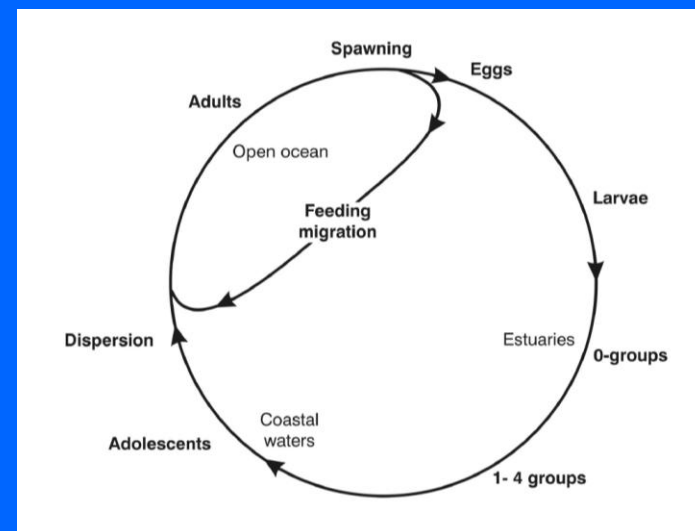 Spawning
Eggs
Adults
Open ocean
Larvae
Feeding
migration
Dispersion
Estuaries
0-groups
Coastal
waters
Adolescents
1- 4 groups